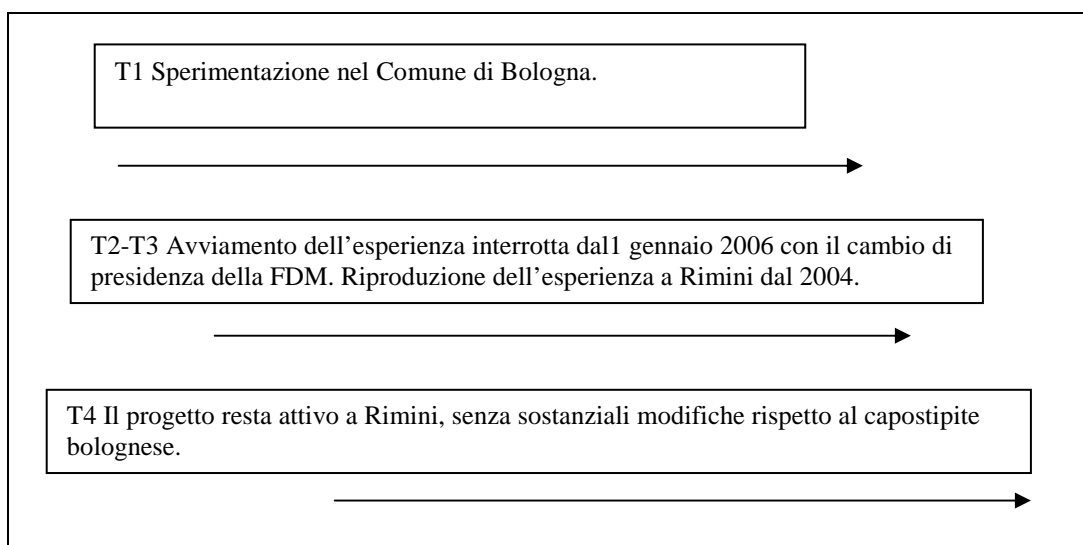 T1 Sperimentazione nel Comune di Bologna.
T2-T3 Avviamento dell’esperienza interrotta dal1 gennaio 2006 con il cambio di
presidenza della FDM. Riproduzione dell’esperienza a Rimini dal 2004.
T4 Il progetto resta attivo a Rimini, senza sostanziali modifiche rispetto al capostipite
bolognese.